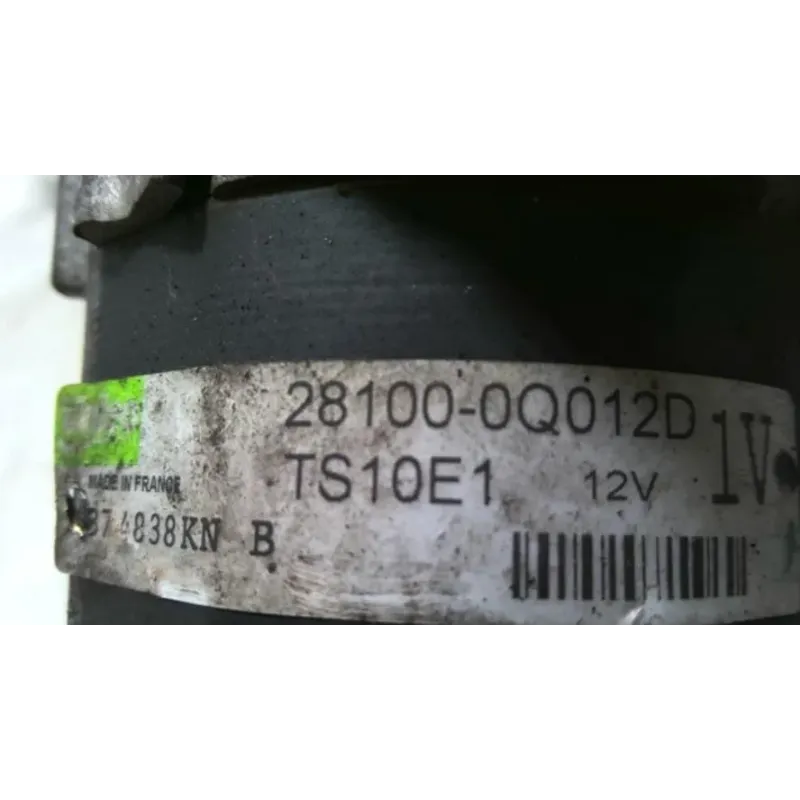 28100-0Q012D
TS10E1 12V 1V
MADE IN FRANCE
4838KN B